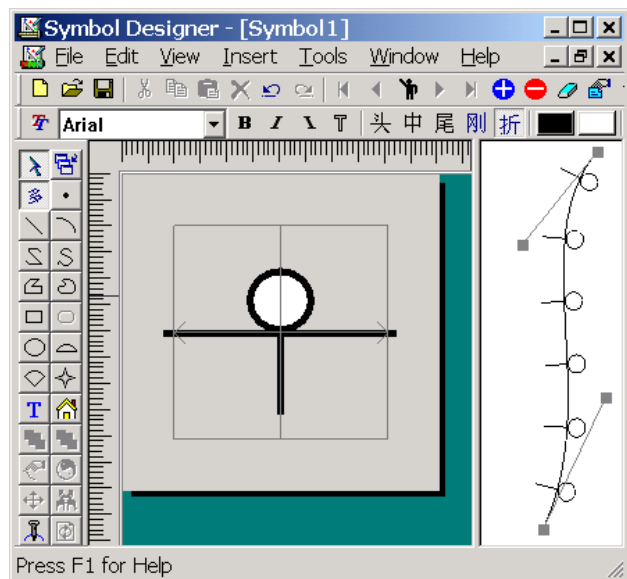 Symbol Designer - [Symbol1]
File Edit View Insert Tools Window Help
T Arial B I T 头 中 尾 刚 折
多
T
Press F1 for Help